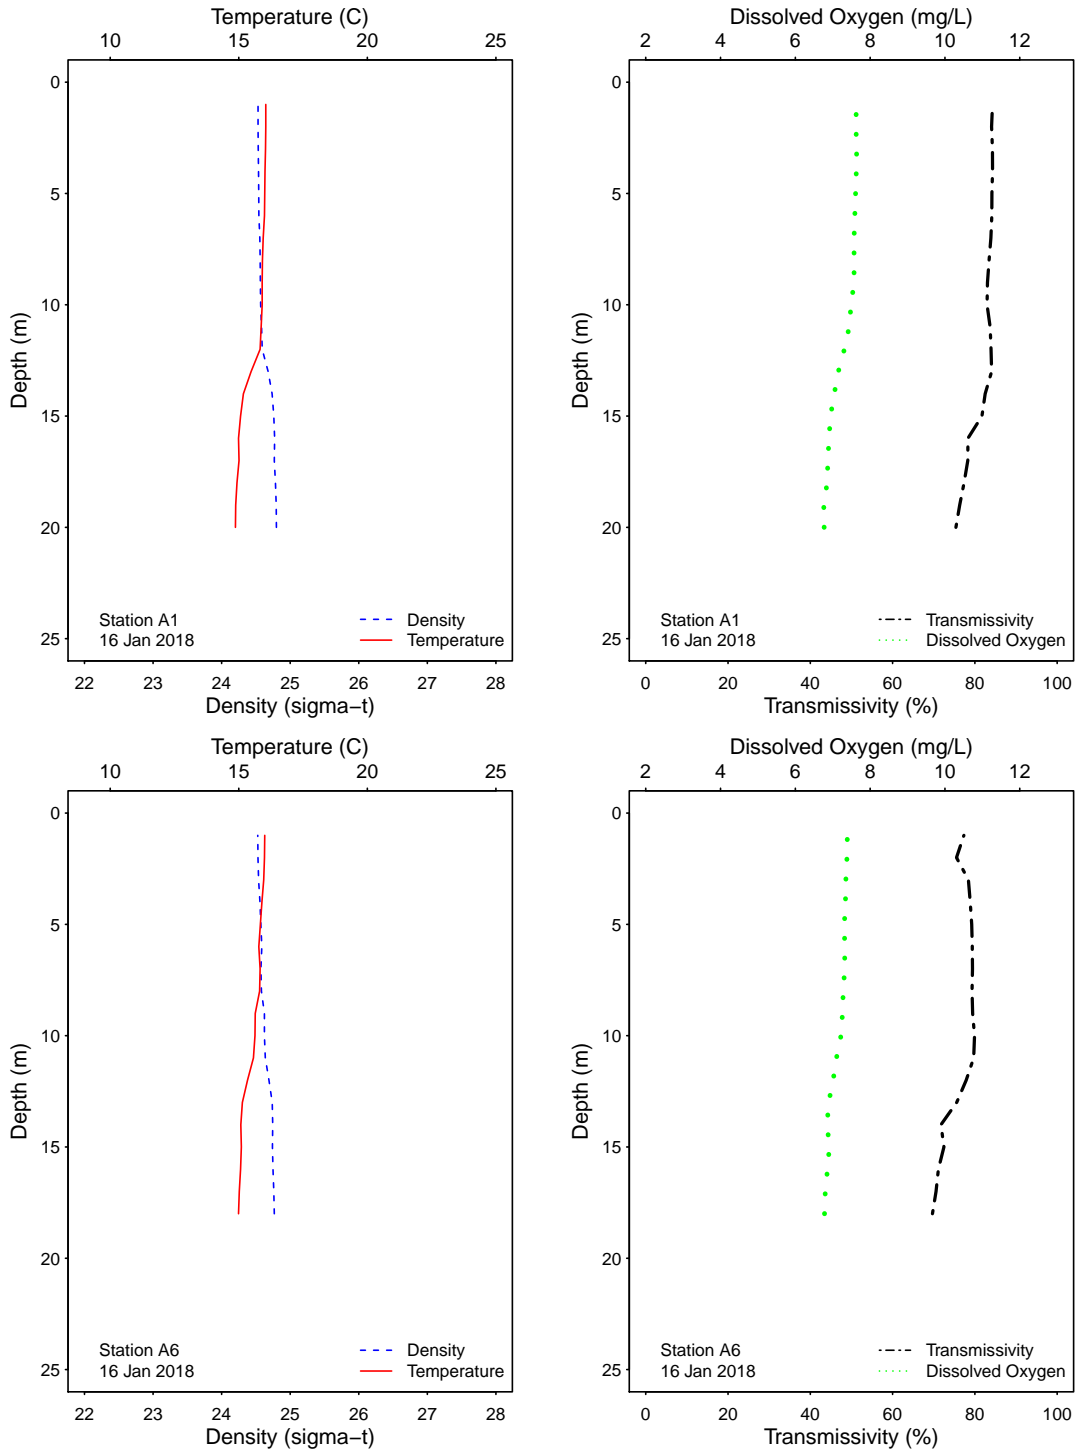 Temperature (C)
10 15 20 25
0
5
10
15
20
25
Depth (m)
Station A1
16 Jan 2018
Density
Temperature
22 23 24 25 26 27 28
Density (sigma−t)
Dissolved Oxygen (mg/L)
2 4 6 8 10 12
0
5
10
15
20
25
Depth (m)
Station A1
16 Jan 2018
Transmissivity
Dissolved Oxygen
0 20 40 60 80 100
Transmissivity (%)
Temperature (C)
10 15 20 25
0
5
10
15
20
25
Depth (m)
Station A6
16 Jan 2018
Density
Temperature
22 23 24 25 26 27 28
Density (sigma−t)
Dissolved Oxygen (mg/L)
2 4 6 8 10 12
0
5
10
15
20
25
Depth (m)
Station A6
16 Jan 2018
Transmissivity
Dissolved Oxygen
0 20 40 60 80 100
Transmissivity (%)